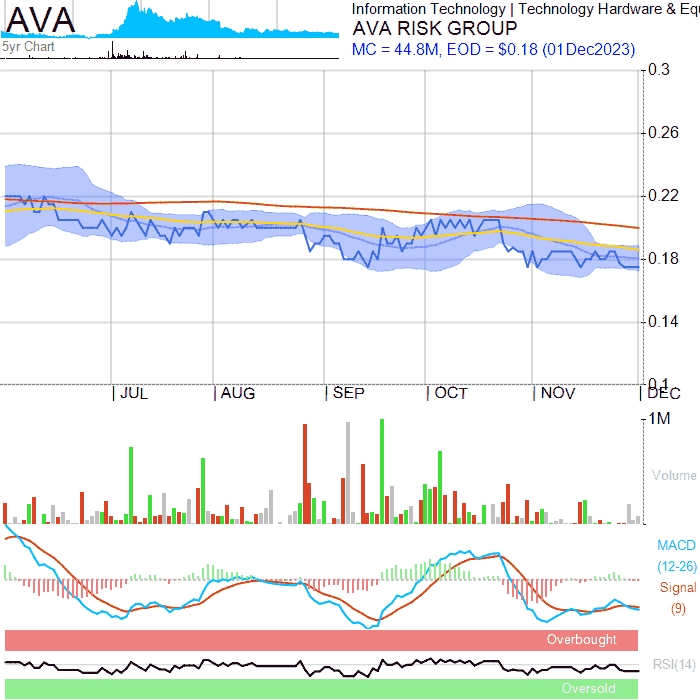 AVA
5yr Chart
Information Technology | Technology Hardware & Equ
AVA RISK GROUP
MC = 44.8M, EOD = $0.18 (01Dec2023)
0.3
0.26
0.22
0.18
0.14
0.1
| JUL | AUG | SEP | OCT | NOV | DEC
1M
Volume
MACD
(12-26)
Signal
(9)
Overbought
RSI(14)
Oversold